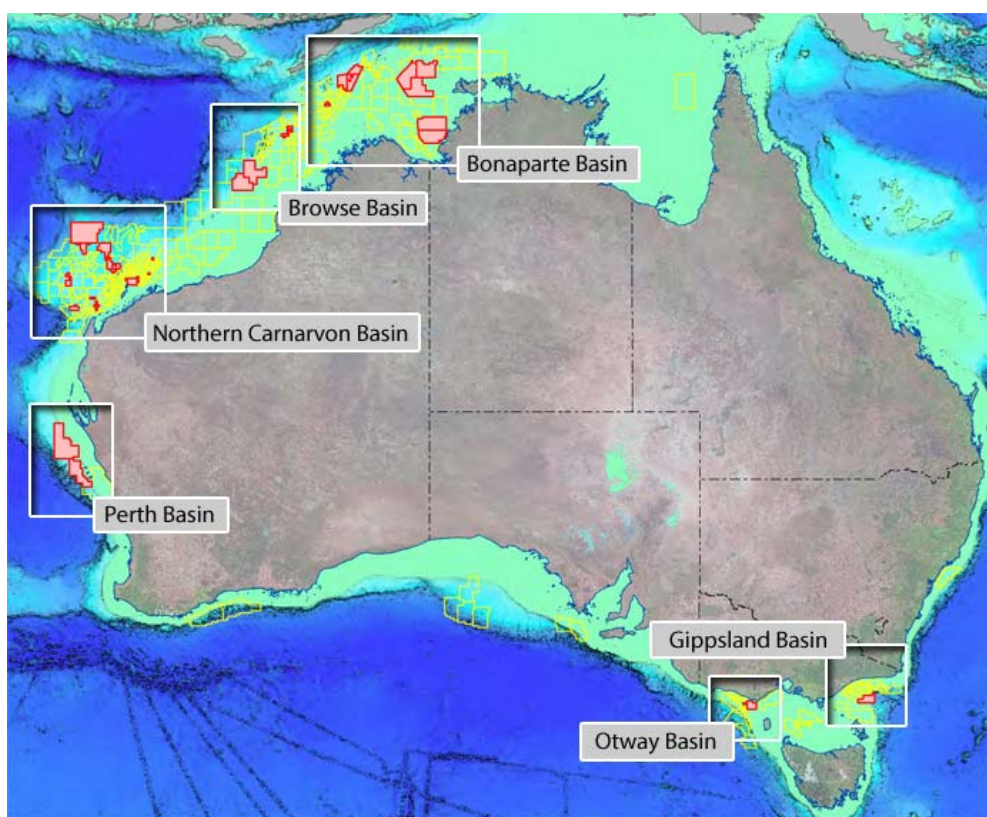 Bonaparte Basin
Browse Basin
Northern Carnarvon Basin
Perth Basin
Gippsland Basin
Otway Basin